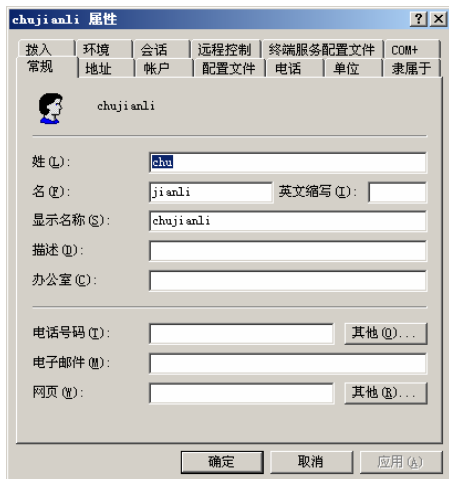 chujianli 属性
拨入 环境 会话 远程控制 终端服务配置文件 COM+
常规 地址 帐户 配置文件 电话 单位 隶属于
chujianli
姓(L): chu
名(F): jianli 英文缩写(I):
显示名称(S): chujianli
描述(D):
办公室(C):
电话号码(T): 其他(O)...
电子邮件(M):
网页(W): 其他(R)...
确定 取消 应用(A)